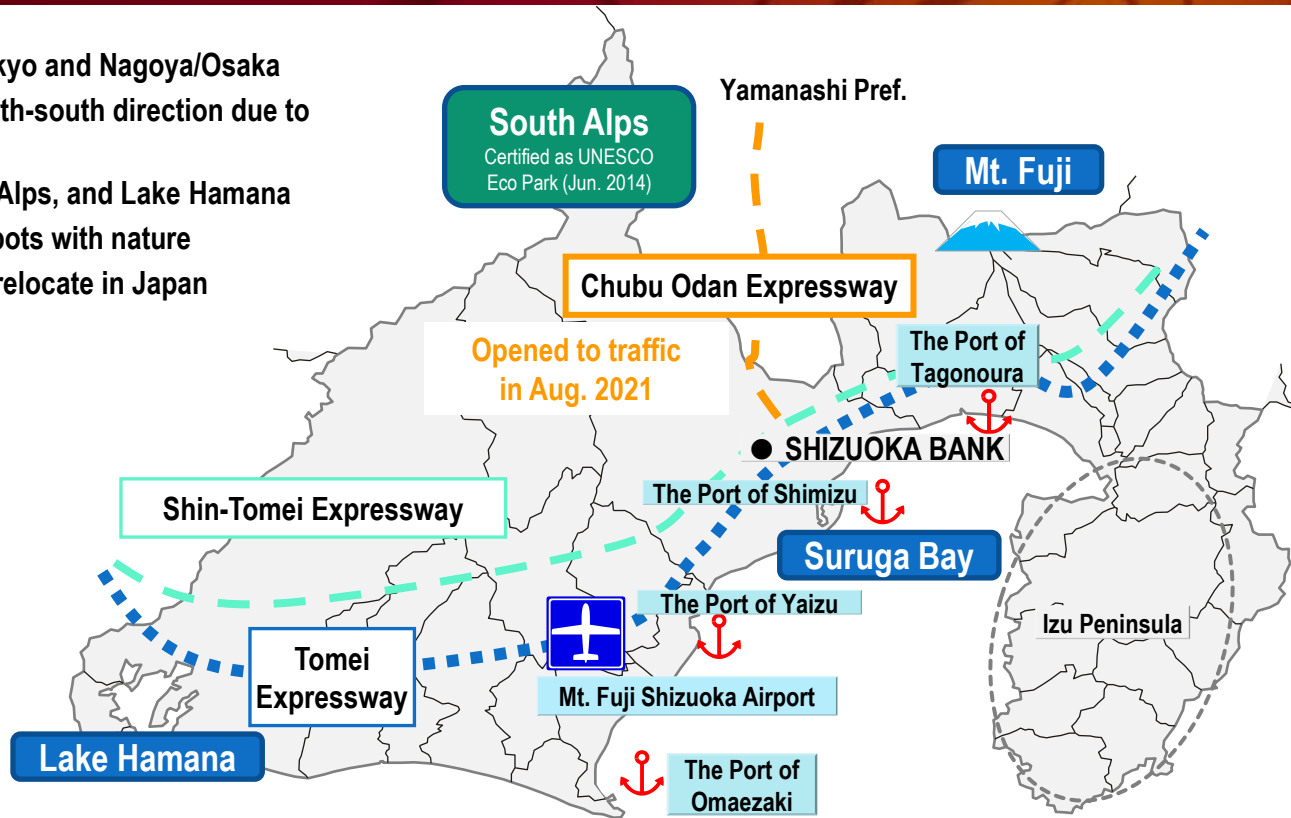 kyo and Nagoya/Osaka
th-south direction due to
Alps, and Lake Hamana
pots with nature
relocate in Japan
South Alps
Certified as UNESCO
Eco Park (Jun. 2014)
Yamanashi Pref.
Mt. Fuji
Chubu Odan Expressway
Opened to traffic
in Aug. 2021
The Port of
Tagonoura
SHIZUOKA BANK
The Port of Shimizu
Shin-Tomei Expressway
Suruga Bay
The Port of Yaizu
Izu Peninsula
Tomei
Expressway
Mt. Fuji Shizuoka Airport
Lake Hamana
The Port of
Omaezaki